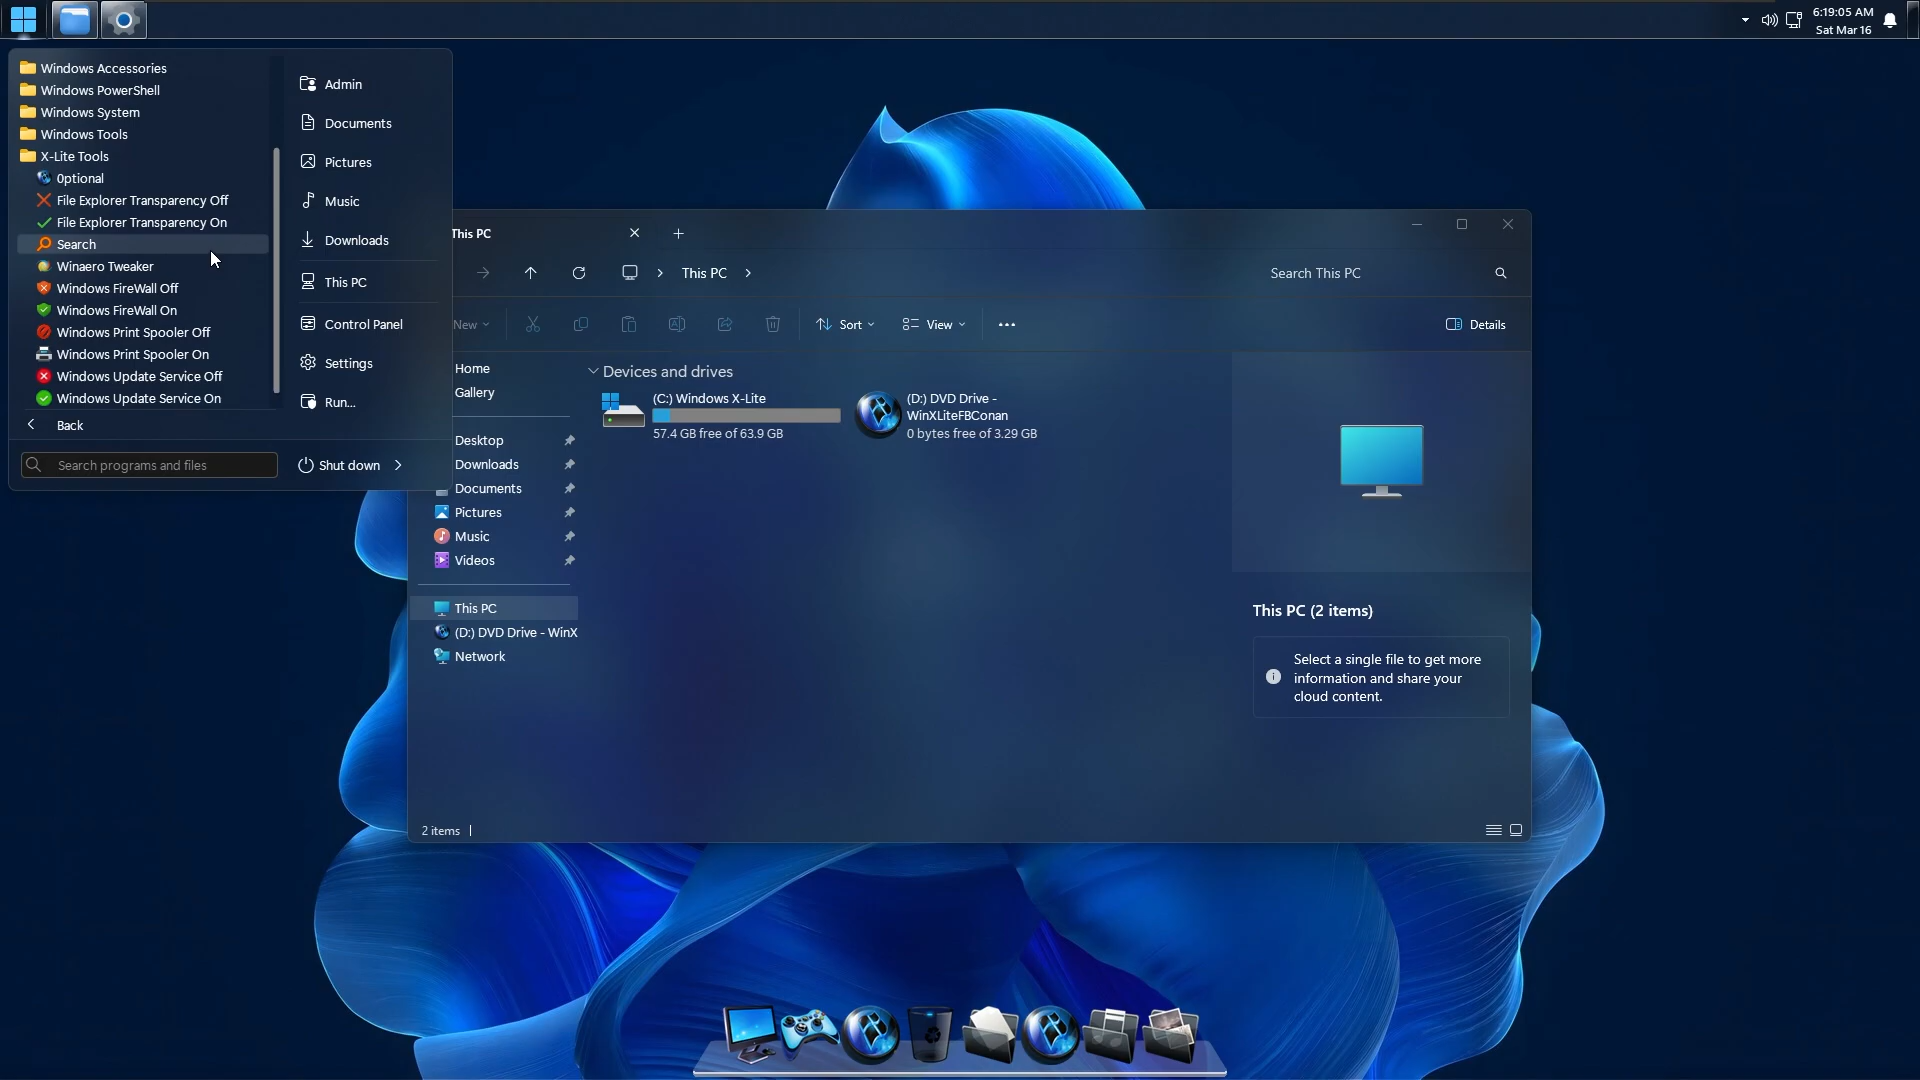 6:19:05 AM
Sat Mar 16
Windows Accessories
Windows PowerShell
Windows System
Windows Tools
X-Lite Tools
0ptional
File Explorer Transparency Off
File Explorer Transparency On
Search
Winaero Tweaker
Windows FireWall Off
Windows FireWall On
Windows Print Spooler Off
Windows Print Spooler On
Windows Update Service Off
Windows Update Service On
Back
Search programs and files
Admin
Documents
Pictures
Music
Downloads
This PC
Control Panel
Settings
Run...
Shut down
This PC
This PC
Search This PC
New
Sort
View
Details
Home
Gallery
Desktop
Downloads
Documents
Pictures
Music
Videos
This PC
(D:) DVD Drive - WinX
Network
Devices and drives
(C:) Windows X-Lite
57.4 GB free of 63.9 GB
(D:) DVD Drive -
WinXLiteFBConan
0 bytes free of 3.29 GB
This PC (2 items)
Select a single file to get more
information and share your
cloud content.
2 items